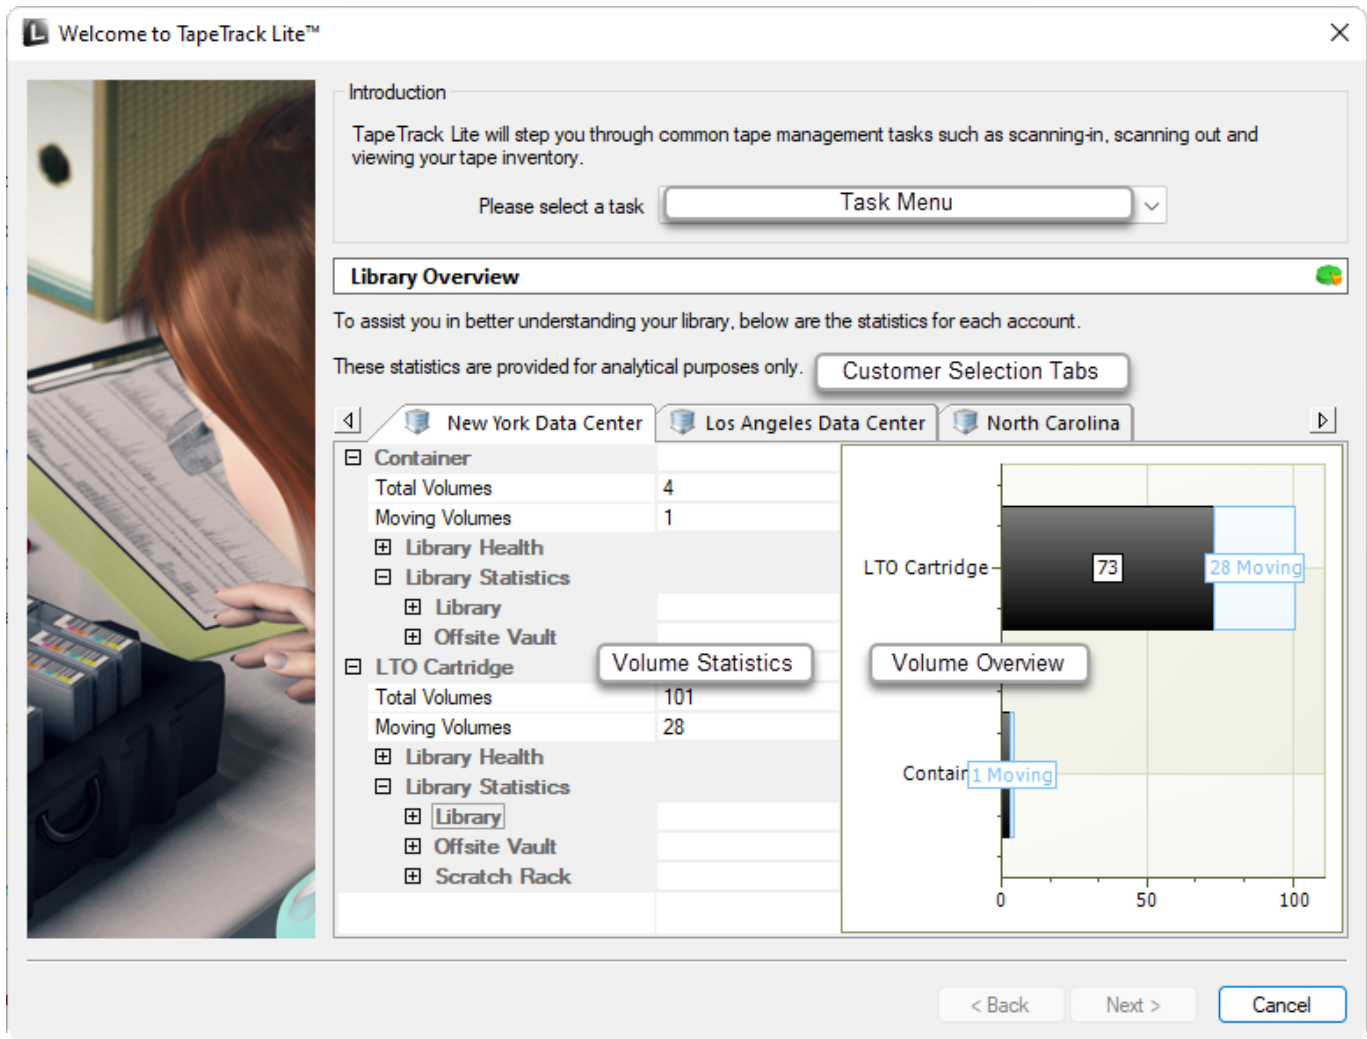 Welcome to TapeTrack Lite™
Introduction
TapeTrack Lite will step you through common tape management tasks such as scanning-in, scanning out and
viewing your tape inventory.
Please select a task
Task Menu
Library Overview
To assist you in better understanding your library, below are the statistics for each account.
These statistics are provided for analytical purposes only.
Customer Selection Tabs
New York Data Center
Los Angeles Data Center
North Carolina
Container
Total Volumes 4
Moving Volumes 1
Library Health
Library Statistics
Library
Offsite Vault
LTO Cartridge
Volume Statistics
Total Volumes 101
Moving Volumes 28
Library Health
Library Statistics
Library
Offsite Vault
Scratch Rack
LTO Cartridge
73
28 Moving
Volume Overview
Contain
1 Moving
0 50 100
< Back
Next >
Cancel